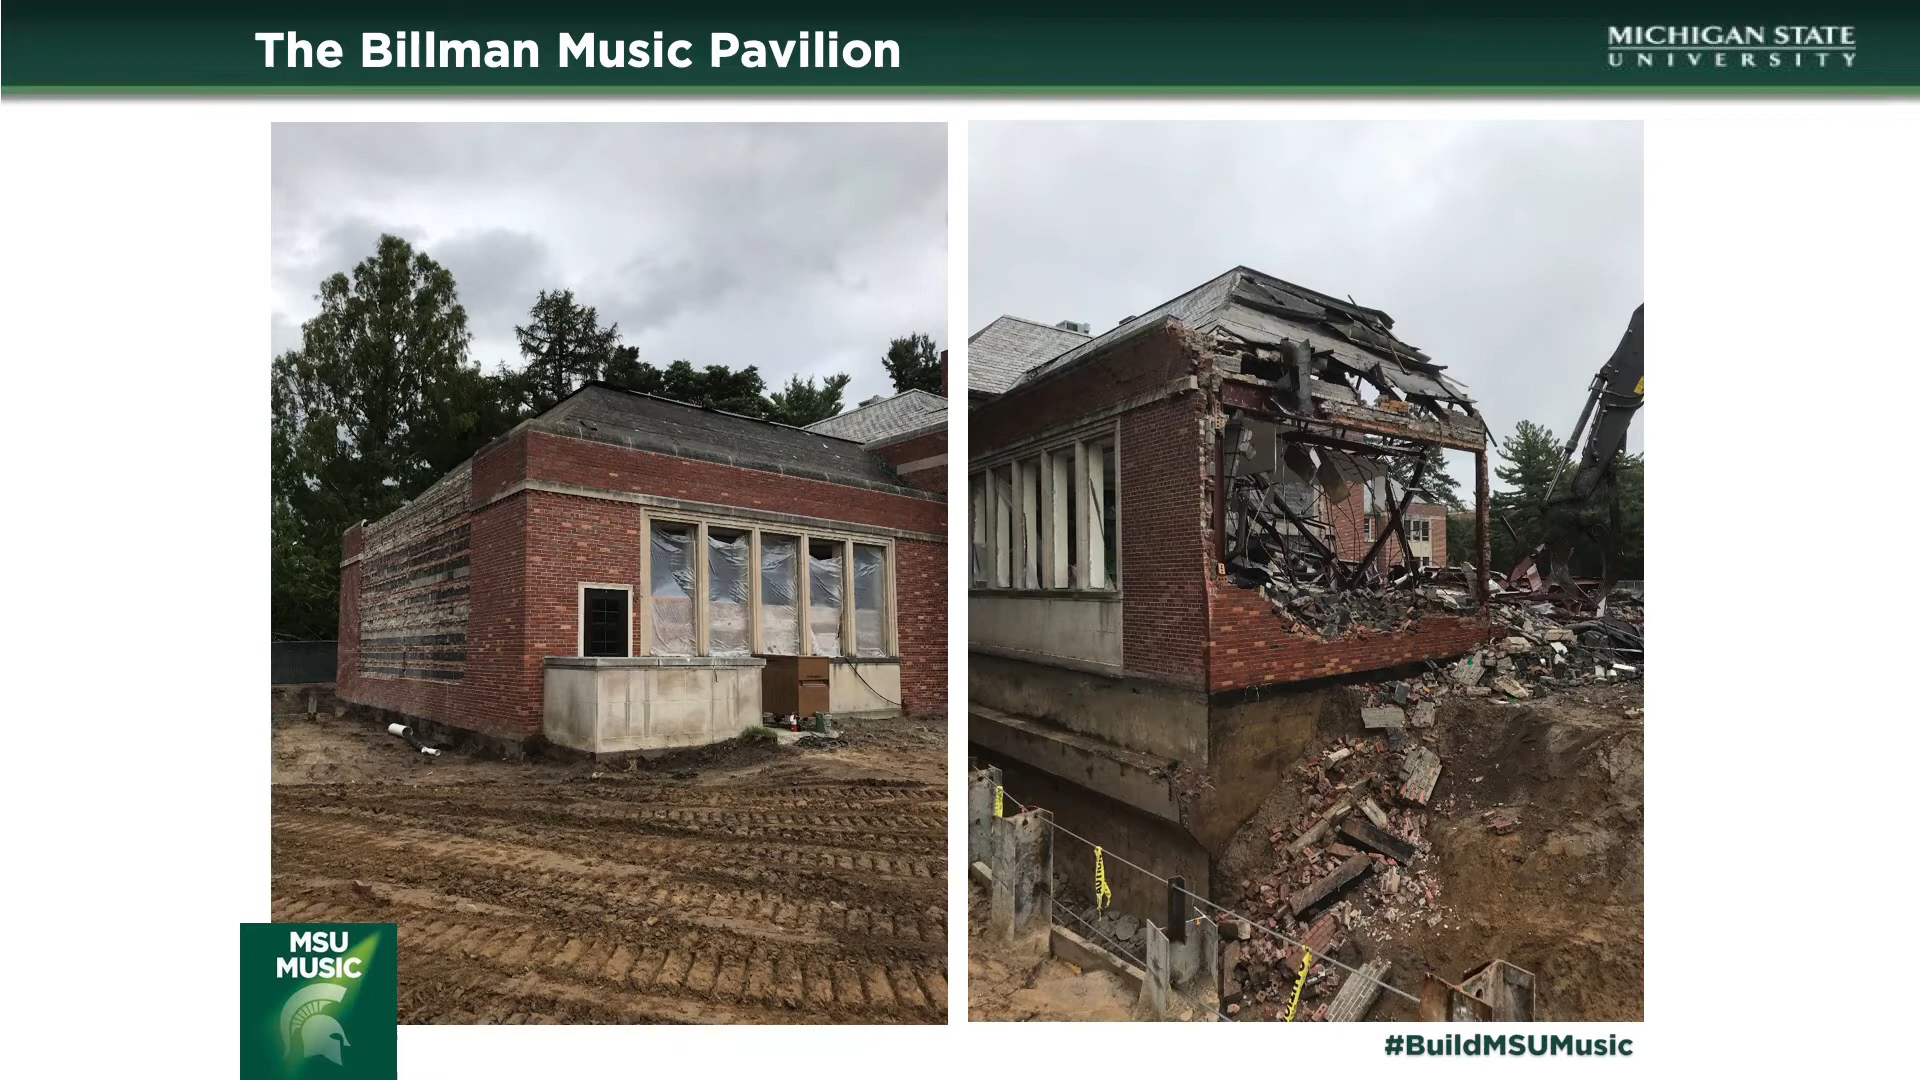 The Billman Music Pavilion
MICHIGAN STATE
UNIVERSITY
MSU
MUSIC
#BuildMSUMusic